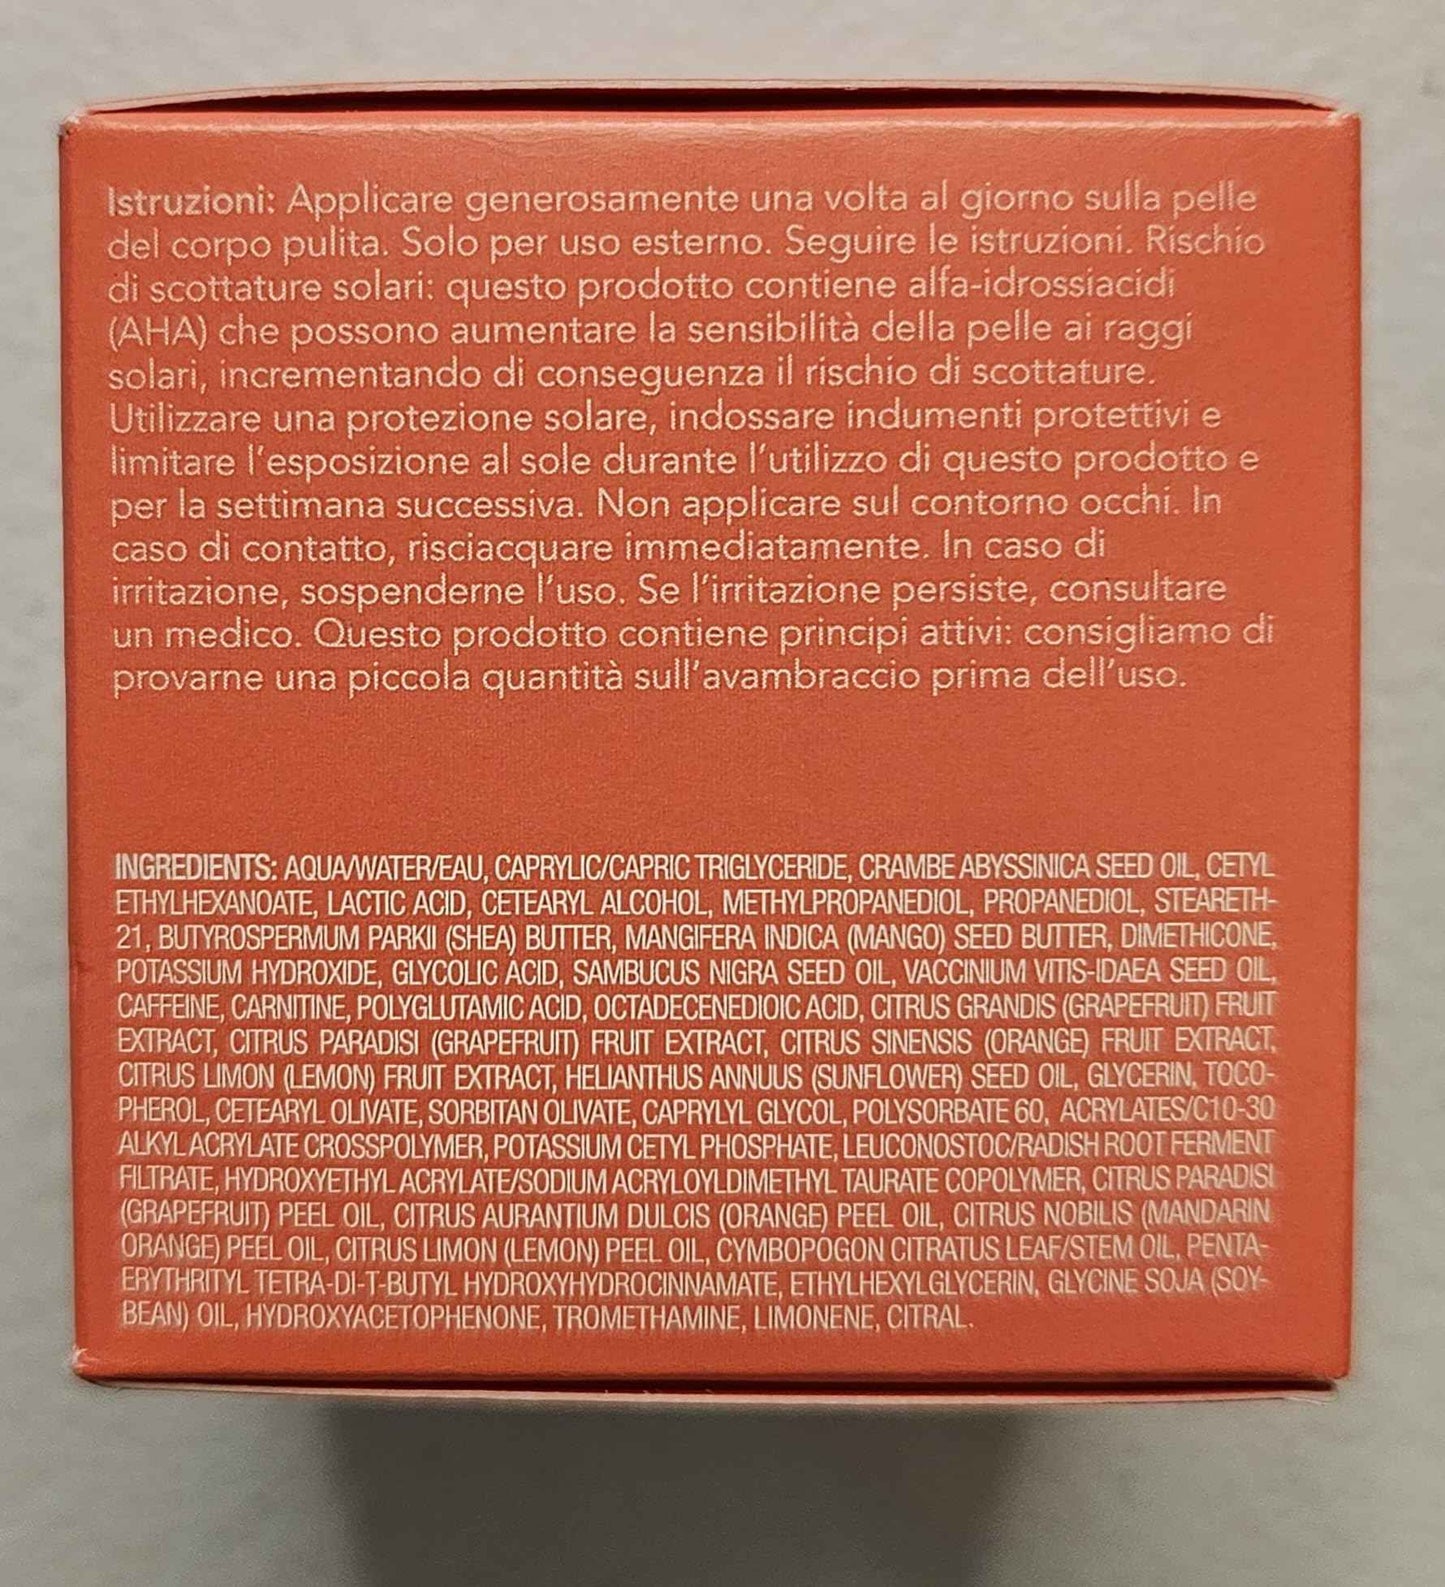 Istruzioni: Applicare generosamente una volta al giorno sulla pelle
del corpo pulita. Solo per uso esterno. Seguire le istruzioni. Rischio
di scottature solari: questo prodotto contiene alfa-idrossiacidi
(AHA) che possono aumentare la sensibilità della pelle ai raggi
solari, incrementando di conseguenza il rischio di scottature.
Utilizzare una protezione solare, indossare indumenti protettivi e
limitare l'esposizione al sole durante l'utilizzo di questo prodotto e
per la settimana successiva. Non applicare sul contorno occhi. In
caso di contatto, risciacquare immediatamente. In caso di
irritazione, sospenderne l'uso. Se l'irritazione persiste, consultare
un medico. Questo prodotto contiene principi attivi: consigliamo di
provarne una piccola quantità sull'avambraccio prima dell'uso.
INGREDIENTS: AQUA/WATER/EAU, CAPRYLIC/CAPRIC TRIGLYCERIDE, CRAMBE ABYSSINICA SEED OIL, CETYL
ETHYLHEXANOATE, LACTIC ACID, CETEARYL ALCOHOL, METHYLPROPANEDIOL, PROPANEDIOL, STEARETH-
21, BUTYROSPERMUM PARKII (SHEA) BUTTER, MANGIFERA INDICA (MANGO) SEED BUTTER, DIMETHICONE,
POTASSIUM HYDROXIDE, GLYCOLIC ACID, SAMBUCUS NIGRA SEED OIL, VACCINIUM VITIS-IDAEA SEED OIL,
CAFFEINE, CARNITINE, POLYGLUTAMIC ACID, OCTADECENEDIOIC ACID, CITRUS GRANDIS (GRAPEFRUIT) FRUIT
EXTRACT, CITRUS PARADISI (GRAPEFRUIT) FRUIT EXTRACT, CITRUS SINENSIS (ORANGE) FRUIT EXTRACT,
CITRUS LIMON (LEMON) FRUIT EXTRACT, HELIANTHUS ANNUUS (SUNFLOWER) SEED OIL, GLYCERIN, TOCO-
PHEROL, CETEARYL OLIVATE, SORBITAN OLIVATE, CAPRYLYL GLYCOL, POLYSORBATE 60, ACRYLATES/C10-30
ALKYL ACRYLATE CROSSPOLYMER, POTASSIUM CETYL PHOSPHATE, LEUCONOSTOC/RADISH ROOT FERMENT
FILTRATE, HYDROXYETHYL ACRYLATE/SODIUM ACRYLOYLDIMETHYL TAURATE COPOLYMER, CITRUS PARADISI
(GRAPEFRUIT) PEEL OIL, CITRUS AURANTIUM DULCIS (ORANGE) PEEL OIL, CITRUS NOBILIS (MANDARIN
ORANGE) PEEL OIL, CITRUS LIMON (LEMON) PEEL OIL, CYMBOPOGON CITRATUS LEAF/STEM OIL, PENTA-
ERYTHRITYL TETRA-DI-T-BUTYL HYDROXYHYDROCINNAMATE, ETHYLHEXYLGLYCERIN, GLYCINE SOJA (SOY-
BEAN) OIL, HYDROXYACETOPHENONE, TROMETHAMINE, LIMONENE, CITRAL.